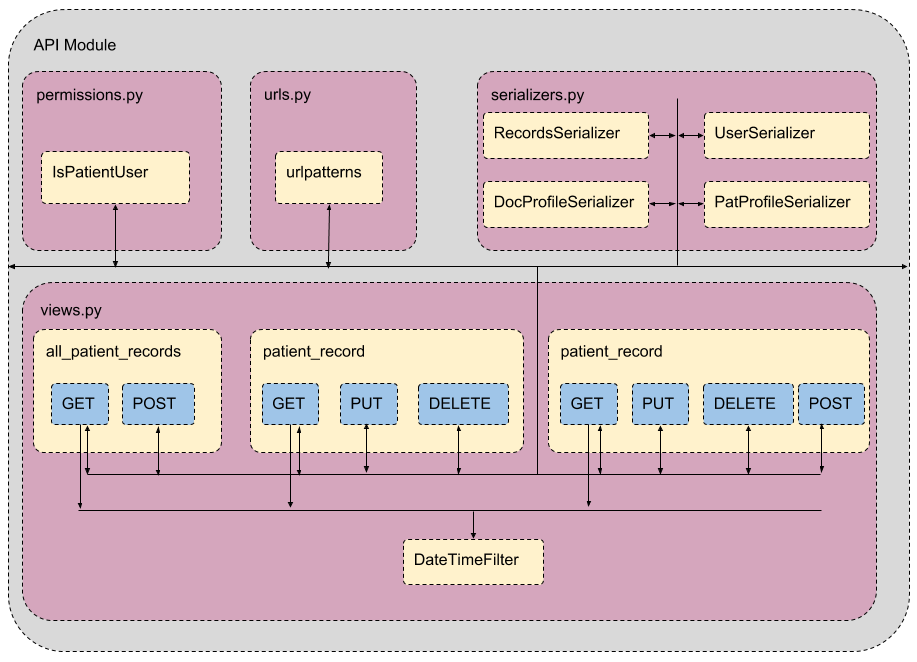 API Module
permissions.py
urls.py
serializers.py
IsPatientUser
urlpatterns
RecordsSerializer
UserSerializer
DocProfileSerializer
PatProfileSerializer
views.py
all_patient_records
GET
POST
patient_record
GET
PUT
DELETE
patient_record
GET
PUT
DELETE
POST
DateTimeFilter